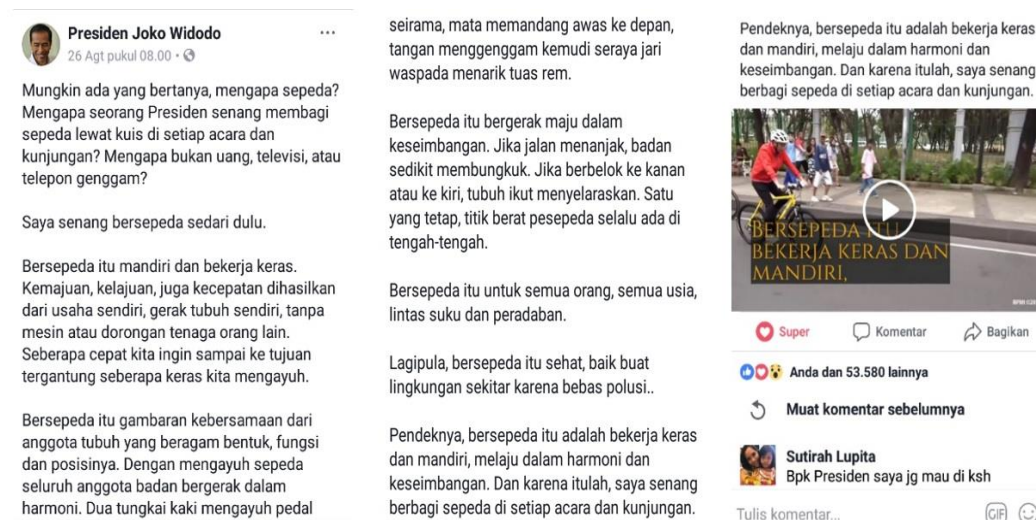 Presiden Joko Widodo
26 Agt pukul 08.00
Mungkin ada yang bertanya, mengapa sepeda?
Mengapa seorang Presiden senang membagi
sepeda lewat kuis di setiap acara dan
kunjungan? Mengapa bukan uang, televisi, atau
telepon genggam?
Saya senang bersepeda sedari dulu.
Bersepeda itu mandiri dan bekerja keras.
Kemajuan, kelajuan, juga kecepatan dihasilkan
dari usaha sendiri, gerak tubuh sendiri, tanpa
mesin atau dorongan tenaga orang lain.
Seberapa cepat kita ingin sampai ke tujuan
tergantung seberapa keras kita mengayuh.
Bersepeda itu gambaran kebersamaan dari
anggota tubuh yang beragam bentuk, fungsi
dan posisinya. Dengan mengayuh sepeda
seluruh anggota badan bergerak dalam
harmoni. Dua tungkai kaki mengayuh pedal
seirama, mata memandang awas ke depan,
tangan menggenggam kemudi seraya jari
waspada menarik tuas rem.
Bersepeda itu bergerak maju dalam
keseimbangan. Jika jalan menanjak, badan
sedikit membungkuk. Jika berbelok ke kanan
atau ke kiri, tubuh ikut menyelaraskan. Satu
yang tetap, titik berat pesepeda selalu ada di
tengah-tengah.
Bersepeda itu untuk semua orang, semua usia,
lintas suku dan peradaban.
Lagipula, bersepeda itu sehat, baik buat
lingkungan sekitar karena bebas polusi..
Pendeknya, bersepeda itu adalah bekerja keras
dan mandiri, melaju dalam harmoni dan
keseimbangan. Dan karena itulah, saya senang
berbagi sepeda di setiap acara dan kunjungan.
Pendeknya, bersepeda itu adalah bekerja keras
dan mandiri, melaju dalam harmoni dan
keseimbangan. Dan karena itulah, saya senang
berbagi sepeda di setiap acara dan kunjungan.
BERSEPEDA ITU
BEKERJA KERAS DAN
MANDIRI,
Super
Komentar
Bagikan
Anda dan 53.580 lainnya
Muat komentar sebelumnya
Sutirah Lupita
Bpk Presiden saya jg mau di ksh
Tulis komentar...
GIF